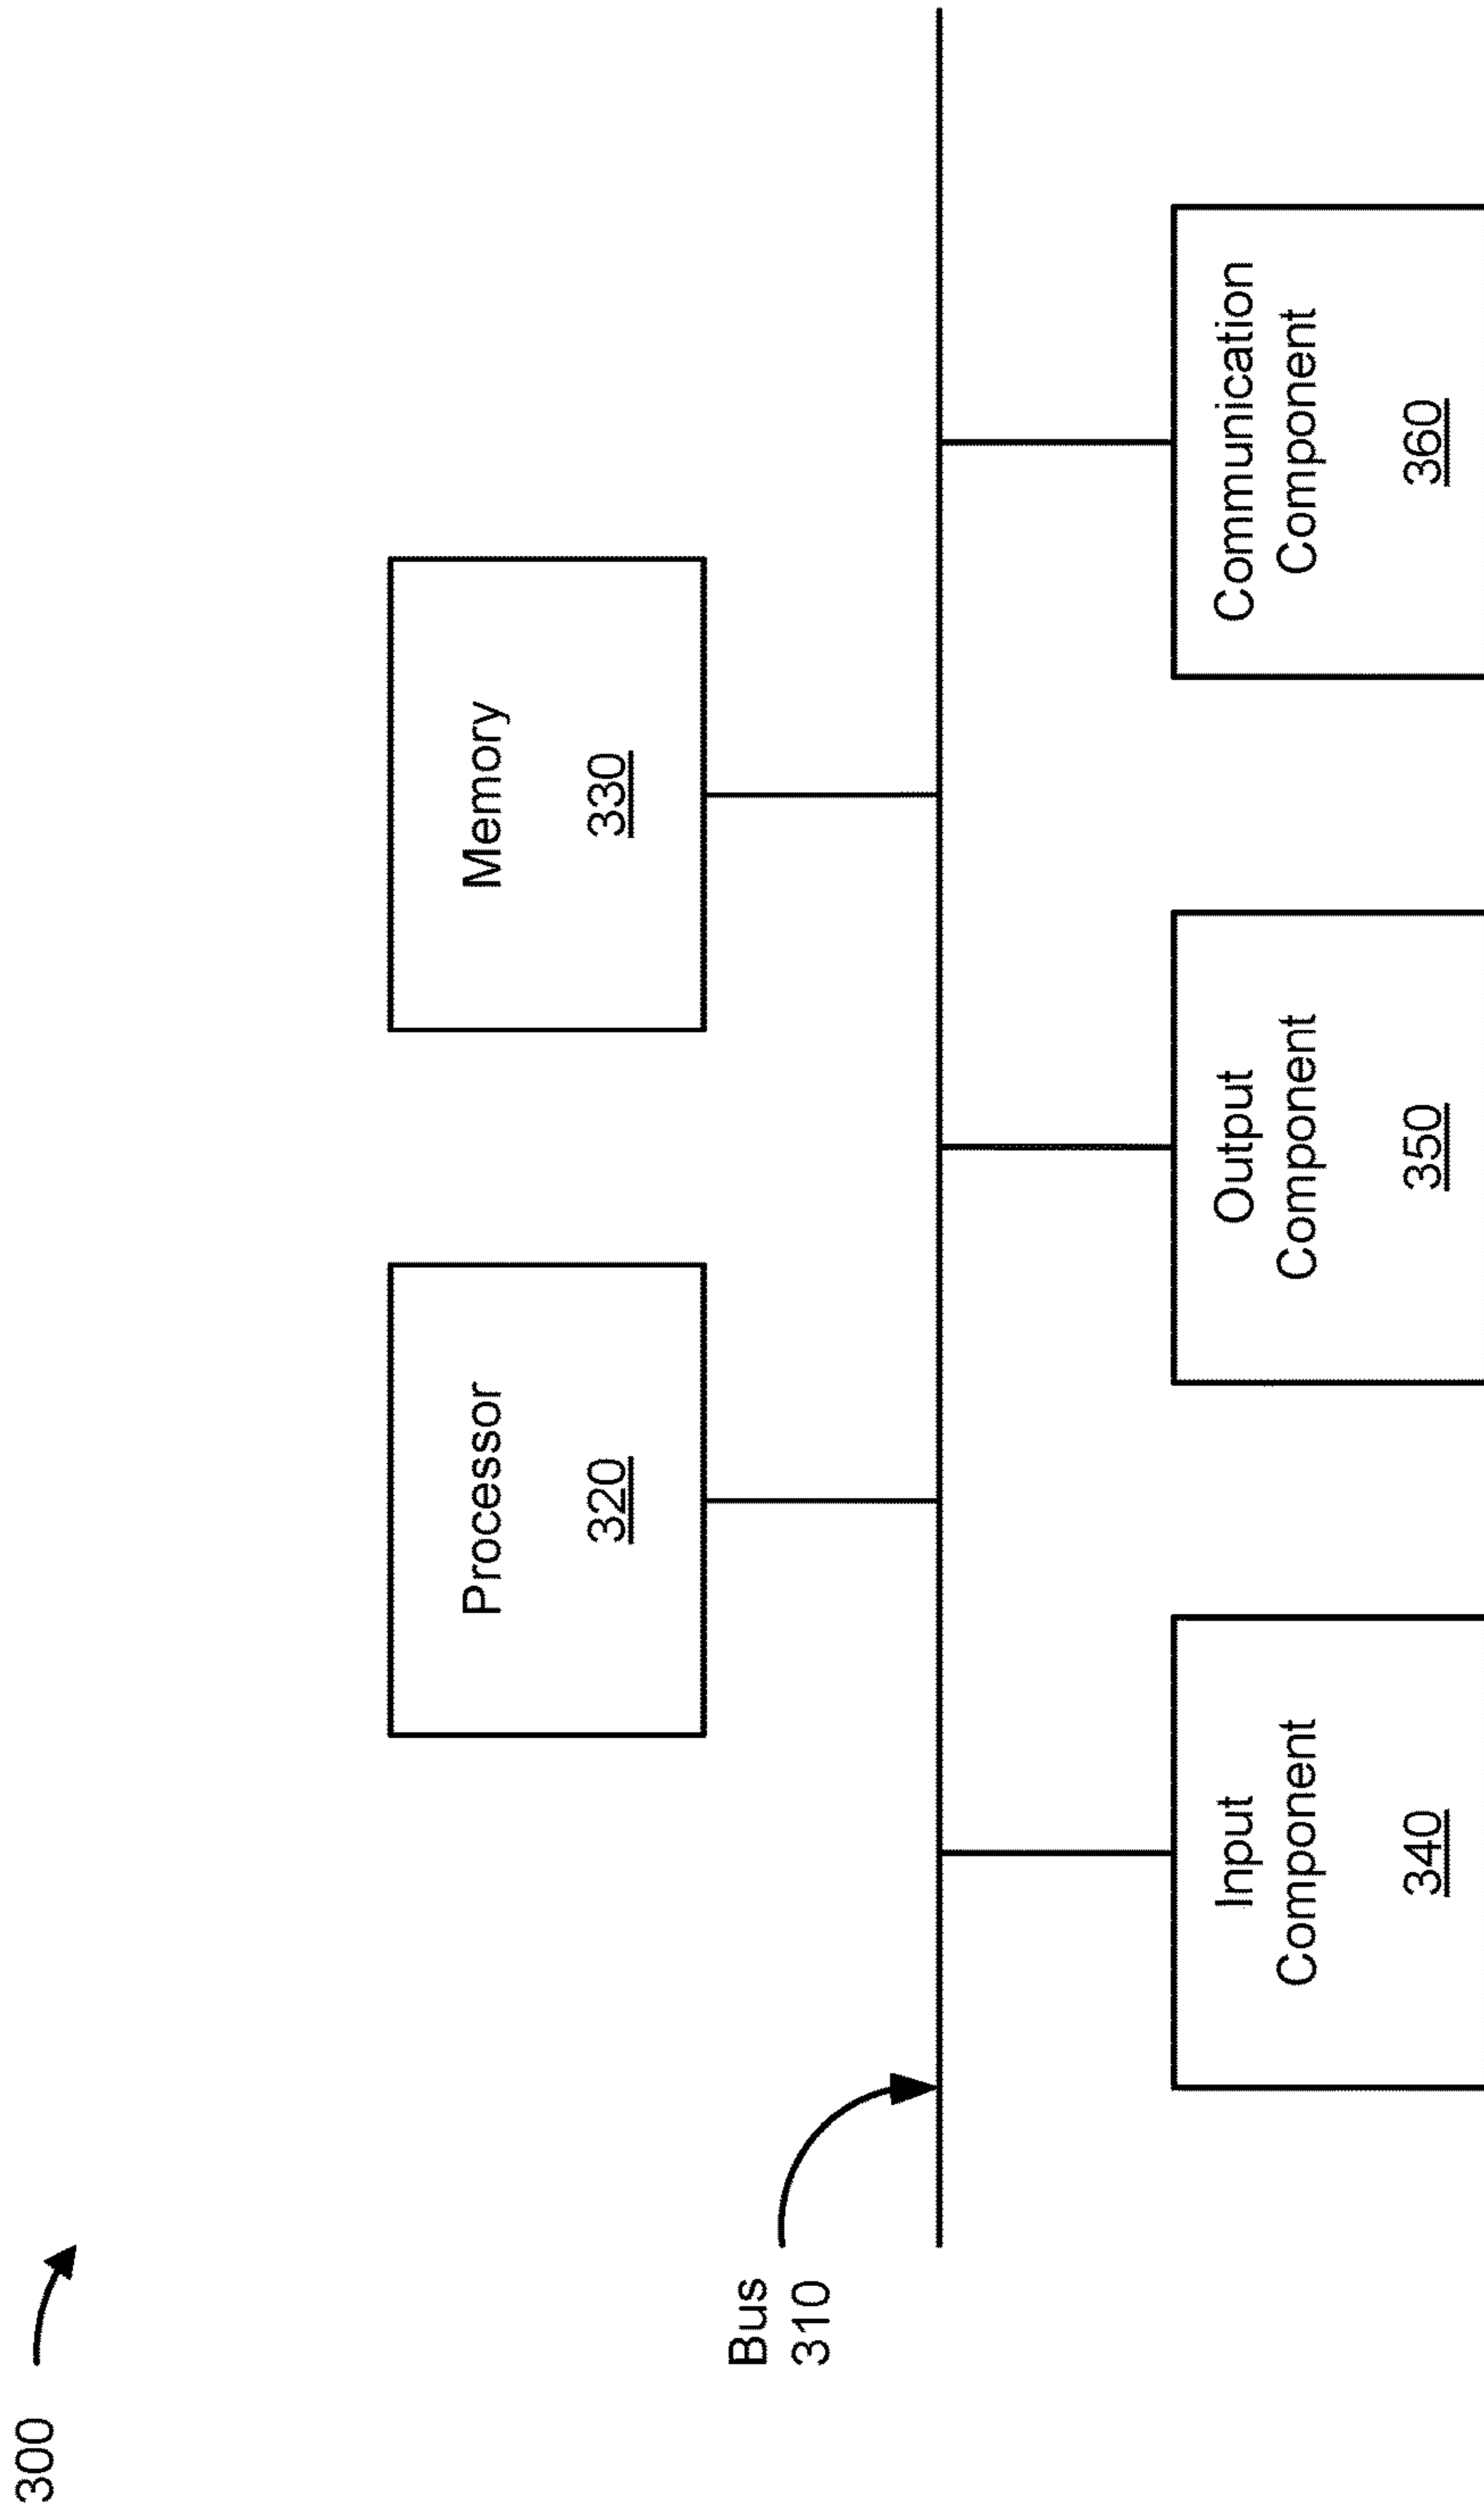 300
Processor
320
Memory
330
Bus
310
Input
Component
340
Output
Component
350
Communication
Component
360